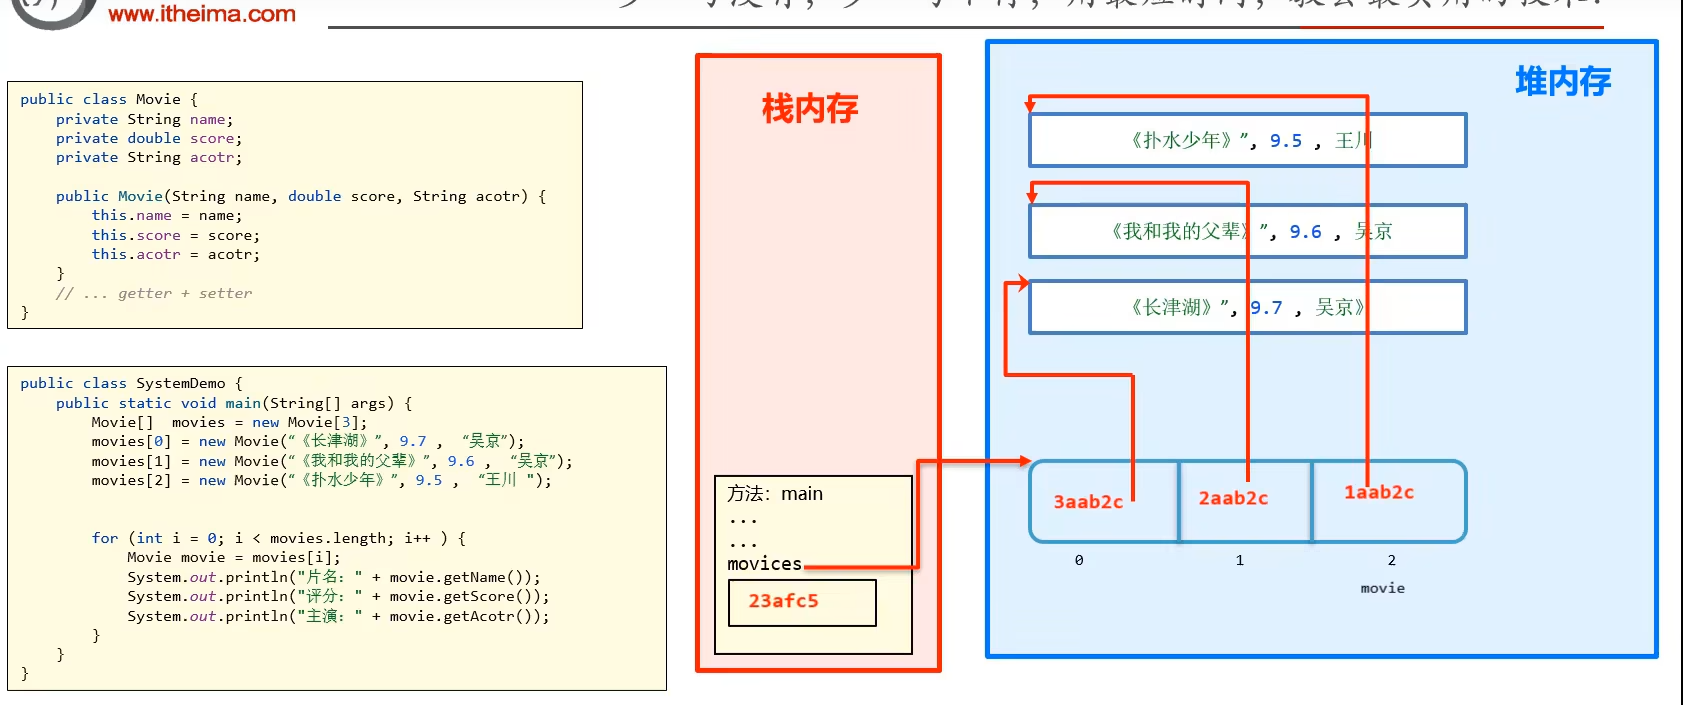 www.itheima.com
public class Movie {
private String name;
private double score;
private String acotr;
public Movie(String name, double score, String acotr) {
this.name = name;
this.score = score;
this.acotr = acotr;
}
// ... getter + setter
}
public class SystemDemo {
public static void main(String[] args) {
Movie[]  movies = new Movie[3];
movies[0] = new Movie(“《长津湖》”, 9.7 ,  “吴京”);
movies[1] = new Movie(“《我和我的父辈》”, 9.6 ,  “吴京”);
movies[2] = new Movie(“《扑水少年》”, 9.5 ,  “王川 ");
for (int i = 0; i < movies.length; i++ ) {
Movie movie = movies[i];
System.out.println("片名：" + movie.getName());
System.out.println("评分：" + movie.getScore());
System.out.println("主演：" + movie.getAcotr());
}
}
}
栈内存
方法：main
...
...
movices
23afc5
堆内存
《扑水少年》”, 9.5 , 王川
《我和我的父辈》”, 9.6 , 吴京
《长津湖》”, 9.7 , 吴京》
3aab2c 2aab2c 1aab2c
0 1 2
movie